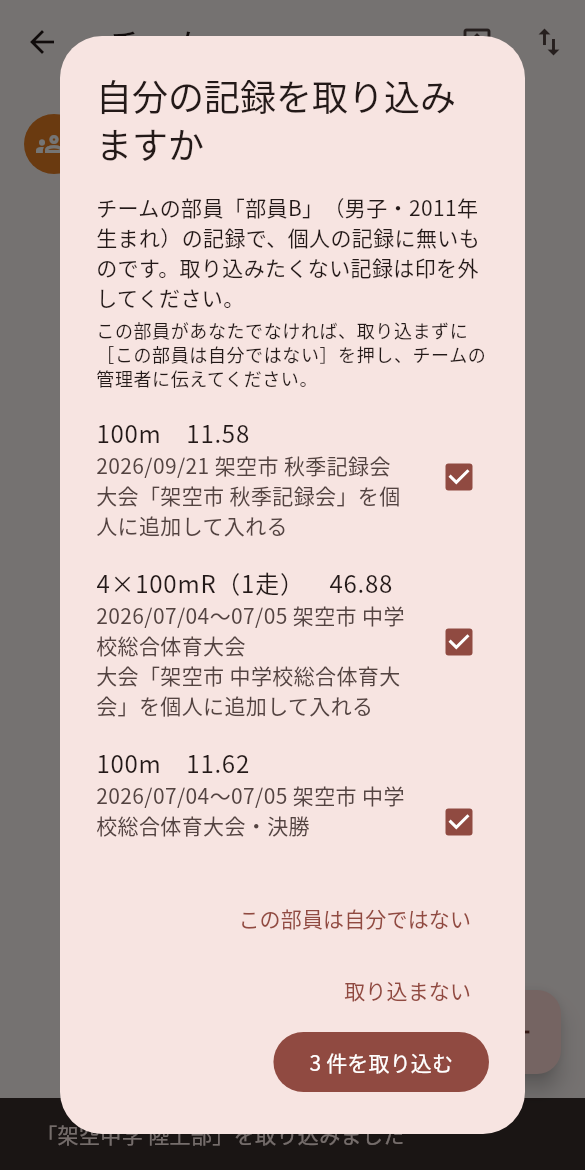 自分の記録を取り込み
ますか
チームの部員「部員B」（男子・2011年
生まれ）の記録で、個人の記録に無いも
のです。取り込みたくない記録は印を外
してください。
この部員があなたでなければ、取り込まずに
［この部員は自分ではない］を押し、チームの
管理者に伝えてください。
100m　11.58
2026/09/21 架空市 秋季記録会
大会「架空市 秋季記録会」を個
人に追加して入れる
4×100mR（1走）　46.88
2026/07/04〜07/05 架空市 中学
校総合体育大会
大会「架空市 中学校総合体育大
会」を個人に追加して入れる
100m　11.62
2026/07/04〜07/05 架空市 中学
校総合体育大会・決勝
この部員は自分ではない
取り込まない
3 件を取り込む
「架空中学 陸上部」を取り込みました